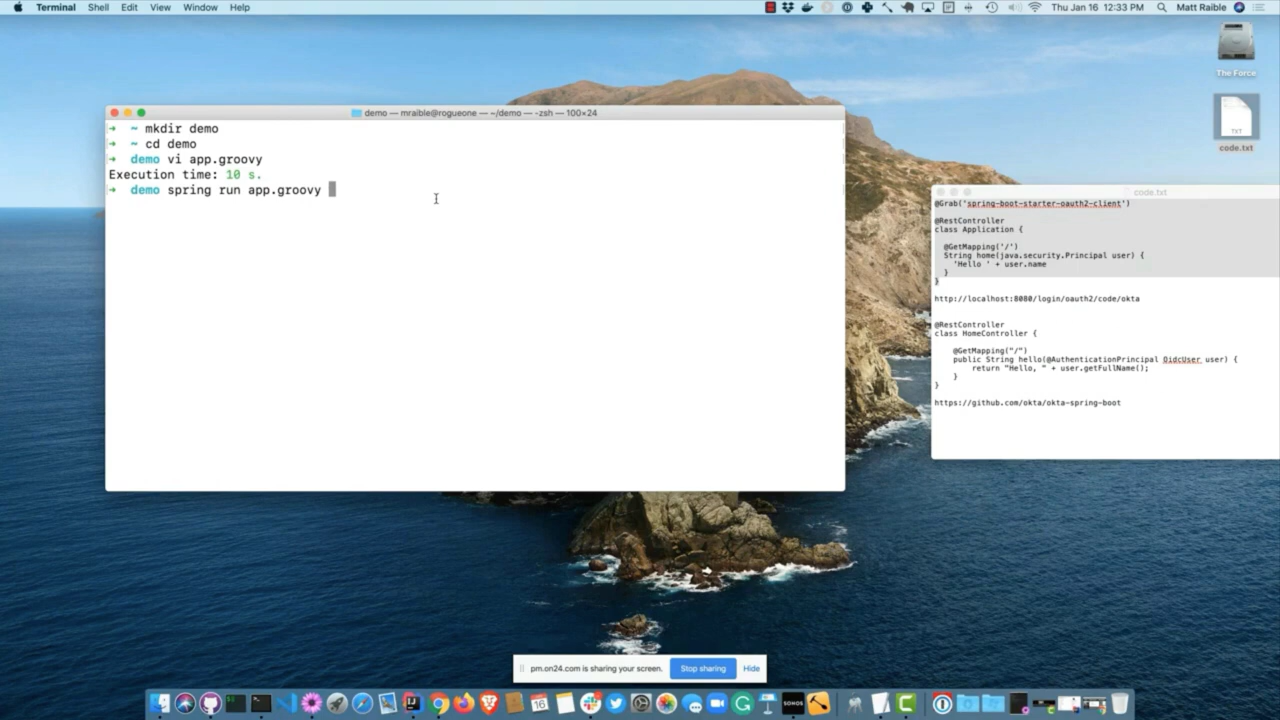 Terminal Shell Edit View Window Help
Thu Jan 16 12:33 PM Matt Raible
The Force
TXT
code.txt
demo — mraible@rogueone — ~/demo — -zsh — 100×24
➜ ~ mkdir demo
➜ ~ cd demo
➜ demo vi app.groovy
Execution time: 10 s.
➜ demo spring run app.groovy
code.txt
@Grab('spring-boot-starter-oauth2-client')
@RestController
class Application {
@GetMapping('/')
String home(java.security.Principal user) {
'Hello ' + user.name
}
}
http://localhost:8080/login/oauth2/code/okta
@RestController
class HomeController {
@GetMapping("/")
public String hello(@AuthenticationPrincipal OidcUser user) {
return "Hello, " + user.getFullName();
}
}
https://github.com/okta/okta-spring-boot
pm.on24.com is sharing your screen. Stop sharing Hide
16
SONOS